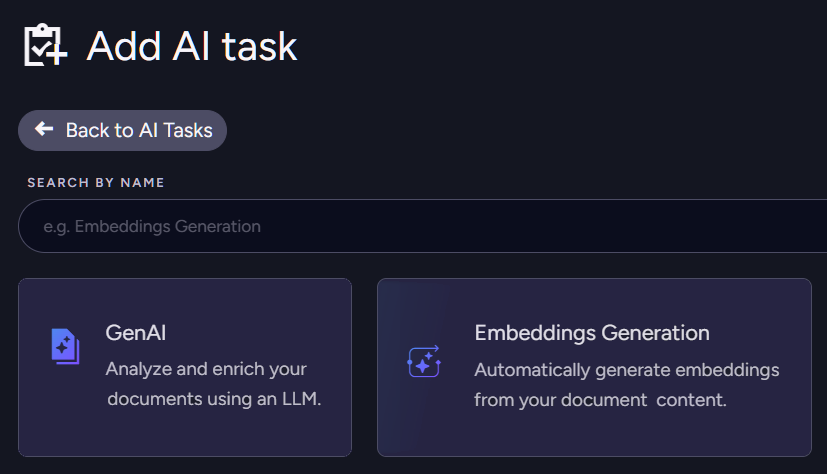 Add AI task
Back to AI Tasks
SEARCH BY NAME
e.g. Embeddings Generation
GenAI
Analyze and enrich your
documents using an LLM.
Embeddings Generation
Automatically generate embeddings
from your document content.